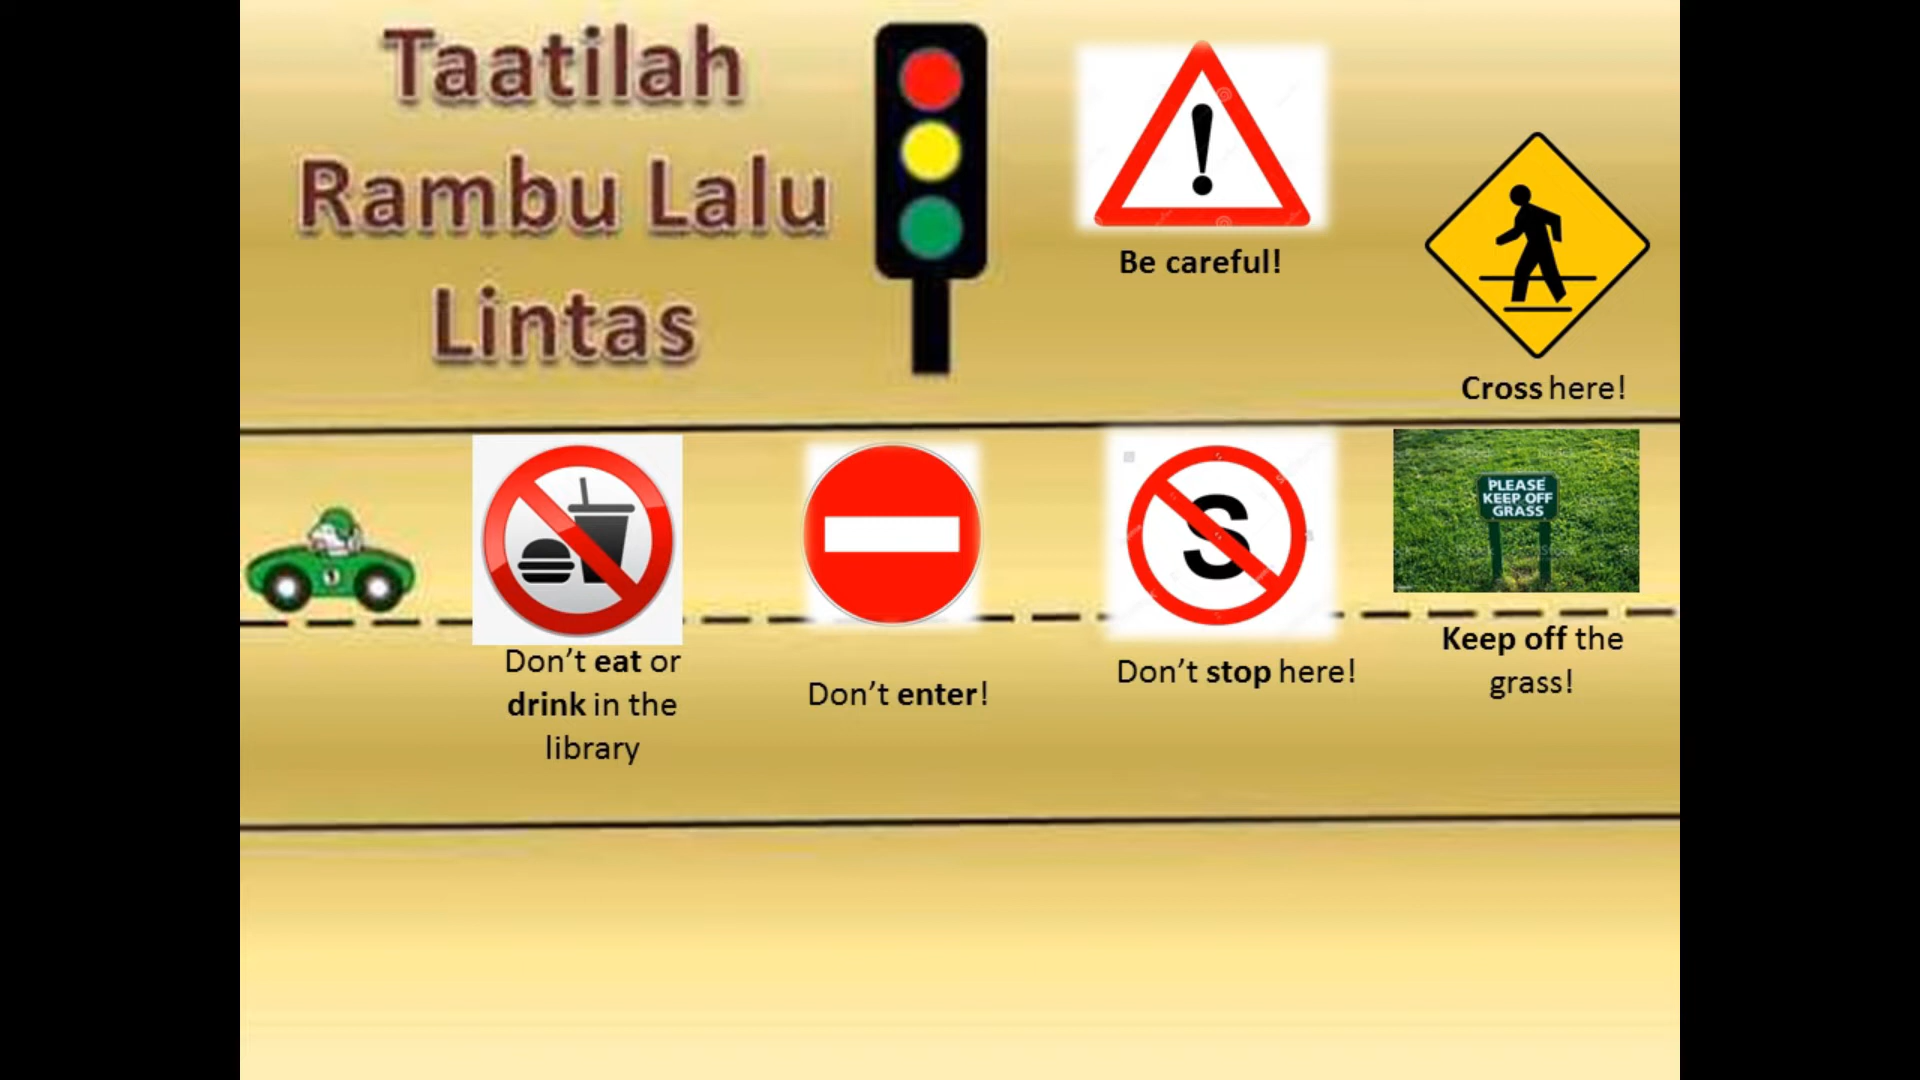 Taatilah
Rambu Lalu
Lintas
Be careful!
Cross here!
S
PLEASE
KEEP OFF
GRASS
Don't eat or
drink in the
library
Don't enter!
Don't stop here!
Keep off the
grass!